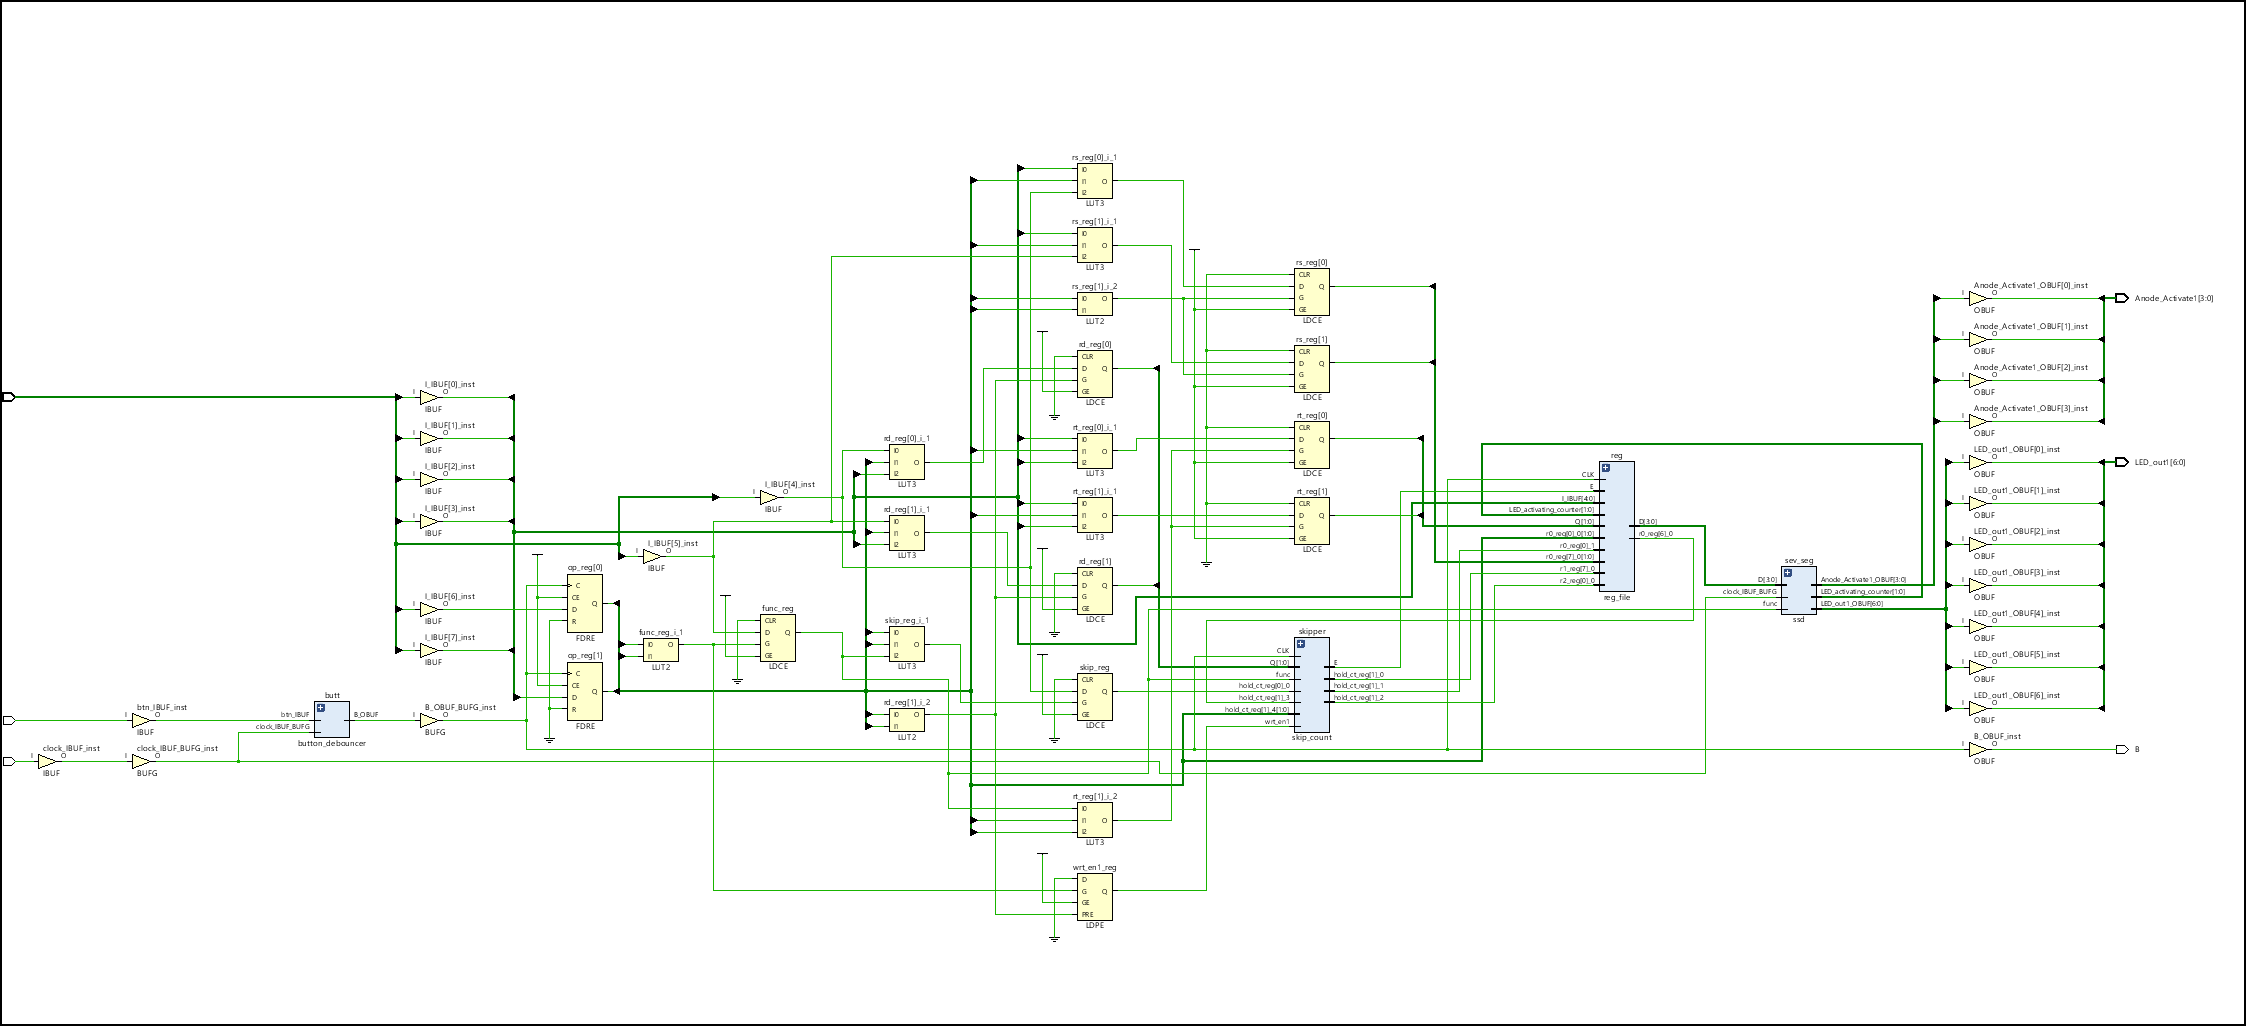 I_IBUF[0]_inst
I
O
IBUF
I_IBUF[1]_inst
I
O
IBUF
I_IBUF[2]_inst
I
O
IBUF
I_IBUF[3]_inst
I
O
IBUF
I_IBUF[6]_inst
I
O
IBUF
I_IBUF[7]_inst
I
O
IBUF
btn_IBUF_inst
I
O
IBUF
clock_IBUF_inst
I
O
IBUF
clock_IBUF_BUFG_inst
I
O
BUFG
butt
btn_IBUF
clock_IBUF_BUFG
B_OBUF
button_debouncer
B_OBUF_BUFG_inst
I
O
BUFG
op_reg[0]
C
CE
D
R
Q
FDRE
op_reg[1]
C
CE
D
R
Q
FDRE
I_IBUF[5]_inst
I
O
IBUF
func_reg_i_1
I0
I1
O
LUT2
I_IBUF[4]_inst
I
O
IBUF
func_reg
CLR
D
G
GE
Q
LDCE
rd_reg[0]_i_1
I0
I1
I2
O
LUT3
rd_reg[1]_i_1
I0
I1
I2
O
LUT3
skip_reg_i_1
I0
I1
I2
O
LUT3
rd_reg[1]_i_2
I0
I1
O
LUT2
rs_reg[0]_i_1
I0
I1
I2
O
LUT3
rs_reg[1]_i_1
I0
I1
I2
O
LUT3
rs_reg[1]_i_2
I0
I1
O
LUT2
rd_reg[0]
CLR
D
G
GE
Q
LDCE
rt_reg[0]_i_1
I0
I1
I2
O
LUT3
rt_reg[1]_i_1
I0
I1
I2
O
LUT3
rd_reg[1]
CLR
D
G
GE
Q
LDCE
skip_reg
CLR
D
G
GE
Q
LDCE
rt_reg[1]_i_2
I0
I1
I2
O
LUT3
wrt_en1_reg
D
G
GE
PRE
Q
LDPE
rs_reg[0]
CLR
D
G
GE
Q
LDCE
rs_reg[1]
CLR
D
G
GE
Q
LDCE
rt_reg[0]
CLR
D
G
GE
Q
LDCE
rt_reg[1]
CLR
D
G
GE
Q
LDCE
skipper
CLK
Q[1:0]
func
hold_ct_reg[0]_0
hold_ct_reg[1]_3
hold_ct_reg[1]_4[1:0]
wrt_en1
E
hold_ct_reg[1]_0
hold_ct_reg[1]_1
hold_ct_reg[1]_2
skip_count
reg
CLK
E
I_IBUF[4:0]
LED_activating_counter[1:0]
Q[1:0]
r0_reg[0]_0[1:0]
r0_reg[0]_1
r0_reg[7]_0[1:0]
r1_reg[7]_0
r2_reg[0]_0
D[3:0]
r0_reg[6]_0
reg_file
sev_seg
D[3:0]
clock_IBUF_BUFG
func
Anode_Activate1_OBUF[3:0]
LED_activating_counter[1:0]
LED_out1_OBUF[6:0]
ssd
Anode_Activate1_OBUF[0]_inst
I
O
OBUF
Anode_Activate1_OBUF[1]_inst
I
O
OBUF
Anode_Activate1_OBUF[2]_inst
I
O
OBUF
Anode_Activate1_OBUF[3]_inst
I
O
OBUF
LED_out1_OBUF[0]_inst
I
O
OBUF
LED_out1_OBUF[1]_inst
I
O
OBUF
LED_out1_OBUF[2]_inst
I
O
OBUF
LED_out1_OBUF[3]_inst
I
O
OBUF
LED_out1_OBUF[4]_inst
I
O
OBUF
LED_out1_OBUF[5]_inst
I
O
OBUF
LED_out1_OBUF[6]_inst
I
O
OBUF
B_OBUF_inst
I
O
OBUF
Anode_Activate1[3:0]
LED_out1[6:0]
B